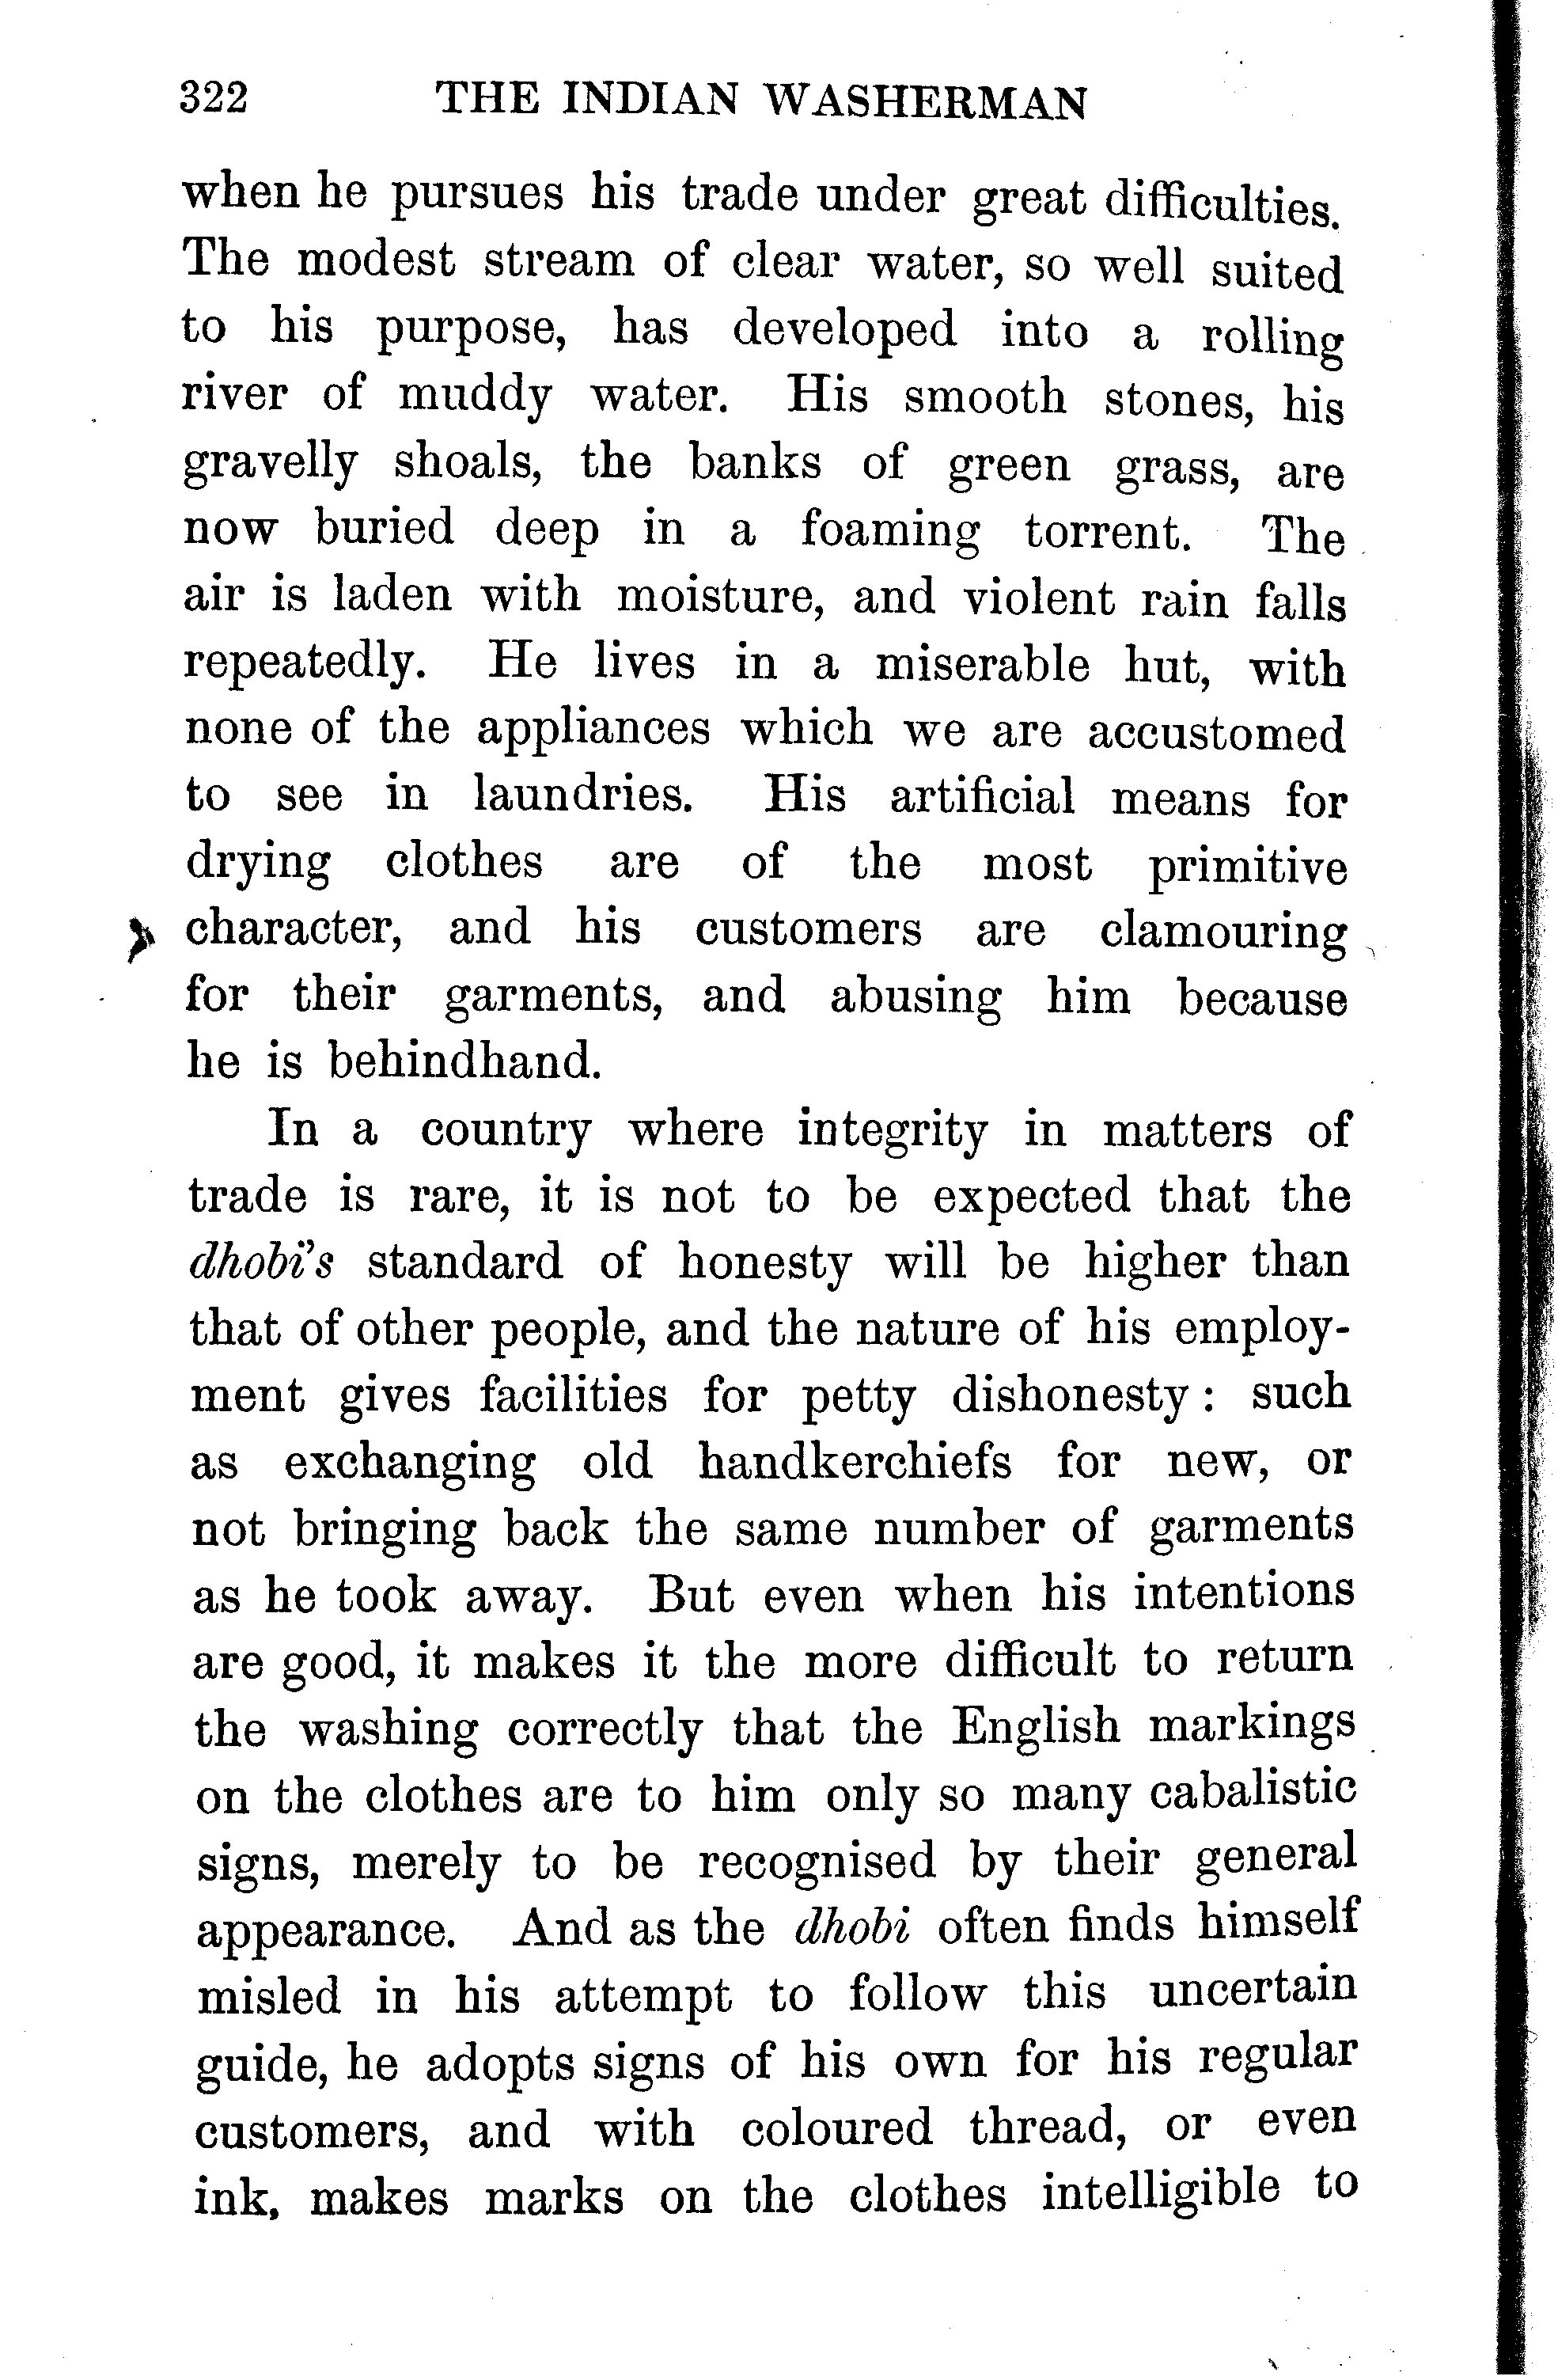 322 THE INDIAN WASHERMAN
when he pursues his trade under great difficulties.
The modest stream of clear water, so well suited
to his purpose, has developed into a rolling
river of muddy water. His smooth stones, his
gravelly shoals, the banks of green grass, are
now buried deep in a foaming torrent. The
air is laden with moisture, and violent rain falls
repeatedly. He lives in a miserable hut, with
none of the appliances which we are accustomed
to see in laundries. His artificial means for
drying clothes are of the most primitive
character, and his customers are clamouring
for their garments, and abusing him because
he is behindhand.
In a country where integrity in matters of
trade is rare, it is not to be expected that the
dhobi's standard of honesty will be higher than
that of other people, and the nature of his employ-
ment gives facilities for petty dishonesty: such
as exchanging old handkerchiefs for new, or
not bringing back the same number of garments
as he took away. But even when his intentions
are good, it makes it the more difficult to return
the washing correctly that the English markings
on the clothes are to him only so many cabalistic
signs, merely to be recognised by their general
appearance. And as the dhobi often finds himself
misled in his attempt to follow this uncertain
guide, he adopts signs of his own for his regular
customers, and with coloured thread, or even
ink, makes marks on the clothes intelligible to